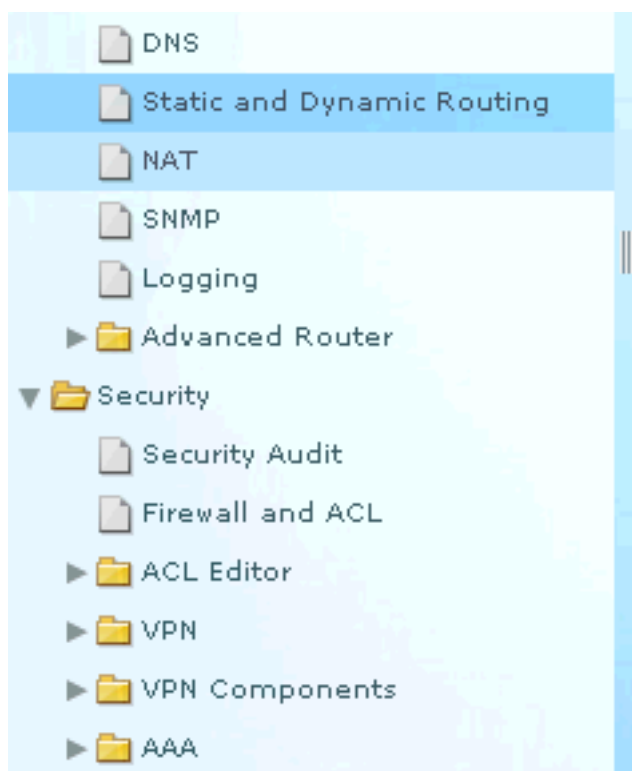 DNS
Static and Dynamic Routing
NAT
SNMP
Logging
Advanced Router
Security
Security Audit
Firewall and ACL
ACL Editor
VPN
VPN Components
AAA